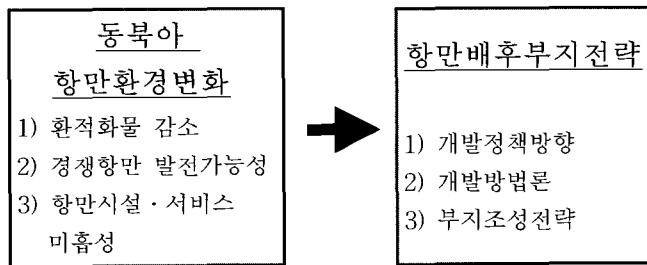 동북아
항만환경변화
1) 환적화물 감소
2) 경쟁항만 발전가능성
3) 항만시설·서비스
미흡성
항만배후부지전략
1) 개발정책방향
2) 개발방법론
3) 부지조성전략